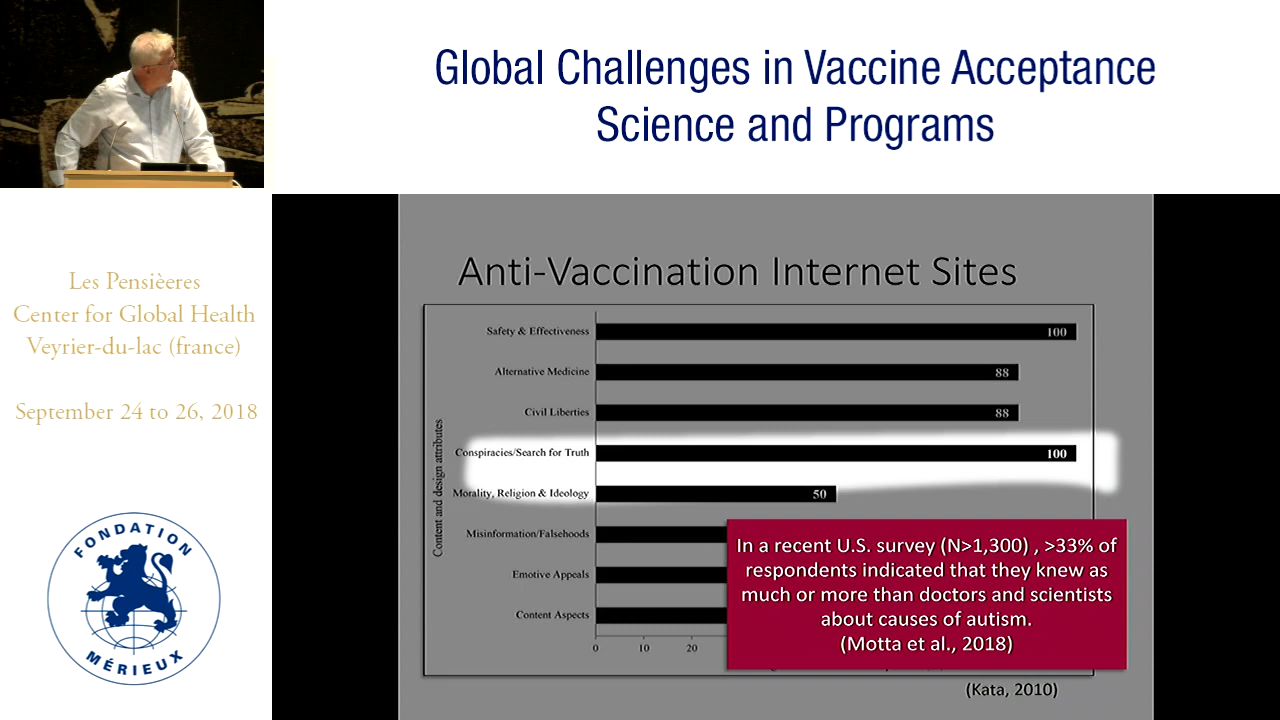 Global Challenges in Vaccine Acceptance
Science and Programs
Les Pensièeres
Center for Global Health
Veyrier-du-lac (france)
September 24 to 26, 2018
FONDATION
MÉRIEUX
Anti-Vaccination Internet Sites
Content and design attributes
Safety & Effectiveness 100
Alternative Medicine 88
Civil Liberties 88
Conspiracies/Search for Truth 100
Morality, Religion & Ideology 50
Misinformation/Falsehoods
Emotive Appeals
Content Aspects
0 10 20
In a recent U.S. survey (N>1,300) , >33% of
respondents indicated that they knew as
much or more than doctors and scientists
about causes of autism.
(Motta et al., 2018)
(Kata, 2010)